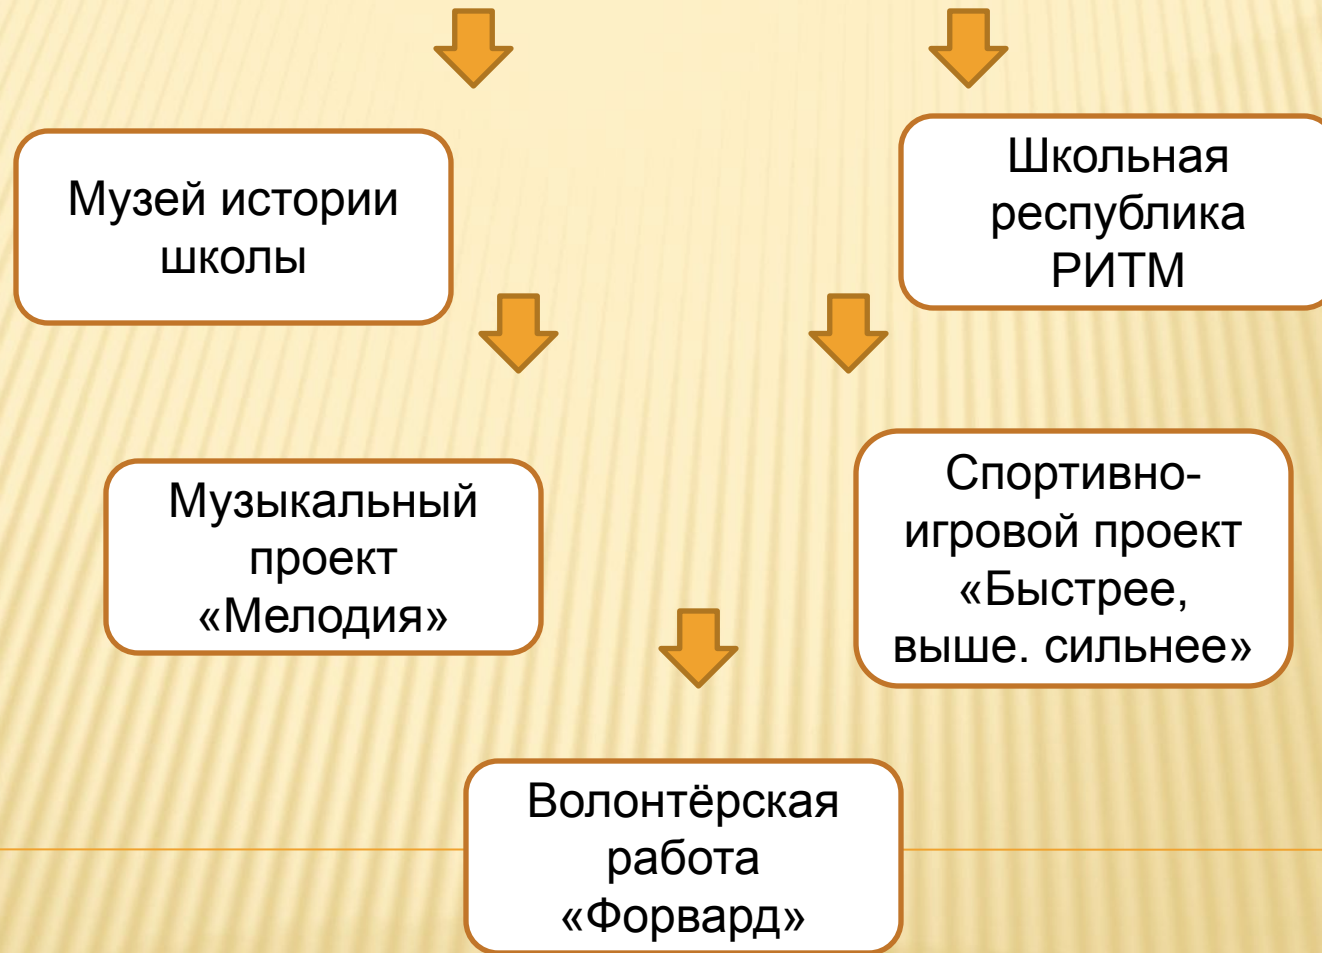 Музей истории
школы
Школьная
республика
РИТМ
Музыкальный
проект
«Мелодия»
Спортивно-
игровой проект
«Быстрее,
выше. сильнее»
Волонтёрская
работа
«Форвард»